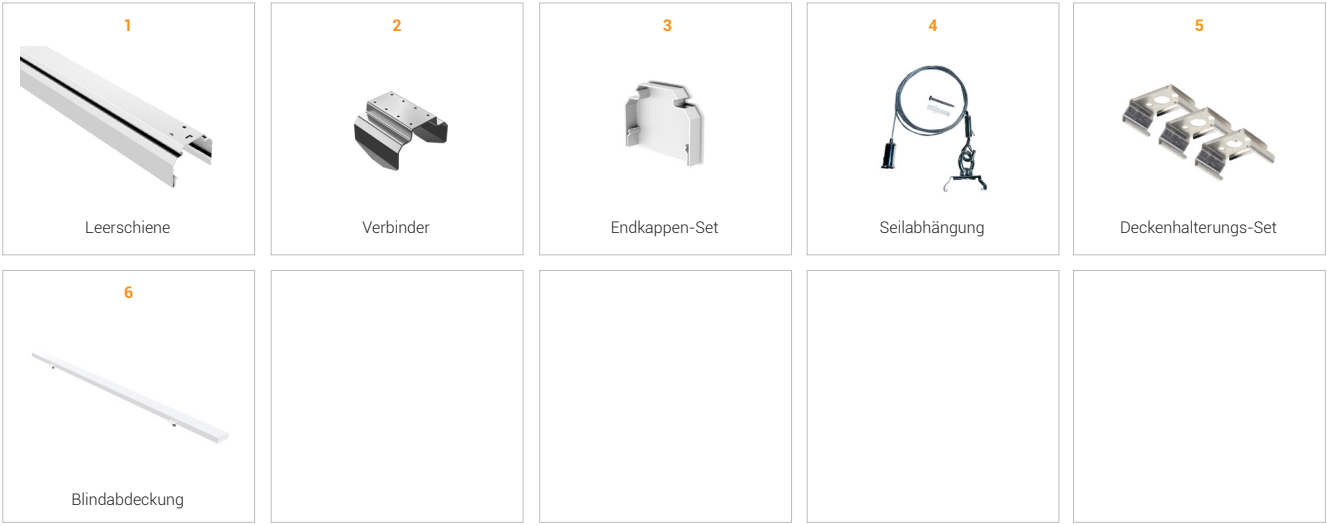 1
2
3
4
5
Leerschiene
Verbinder
Endkappen-Set
Seilabhängung
Deckenhalterungs-Set
6
Blindabdeckung